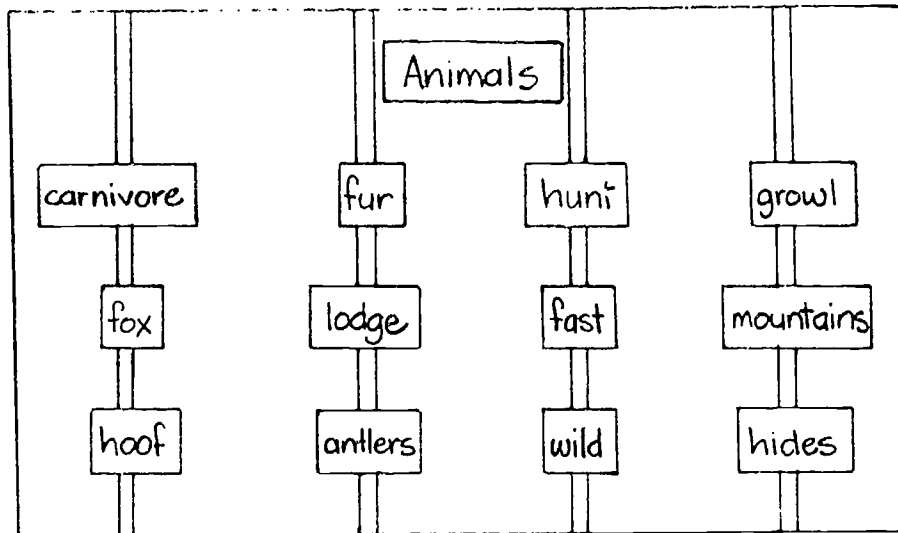 Animals
carnivore fur hunt growl
fox lodge fast mountains
hoof antlers wild hides